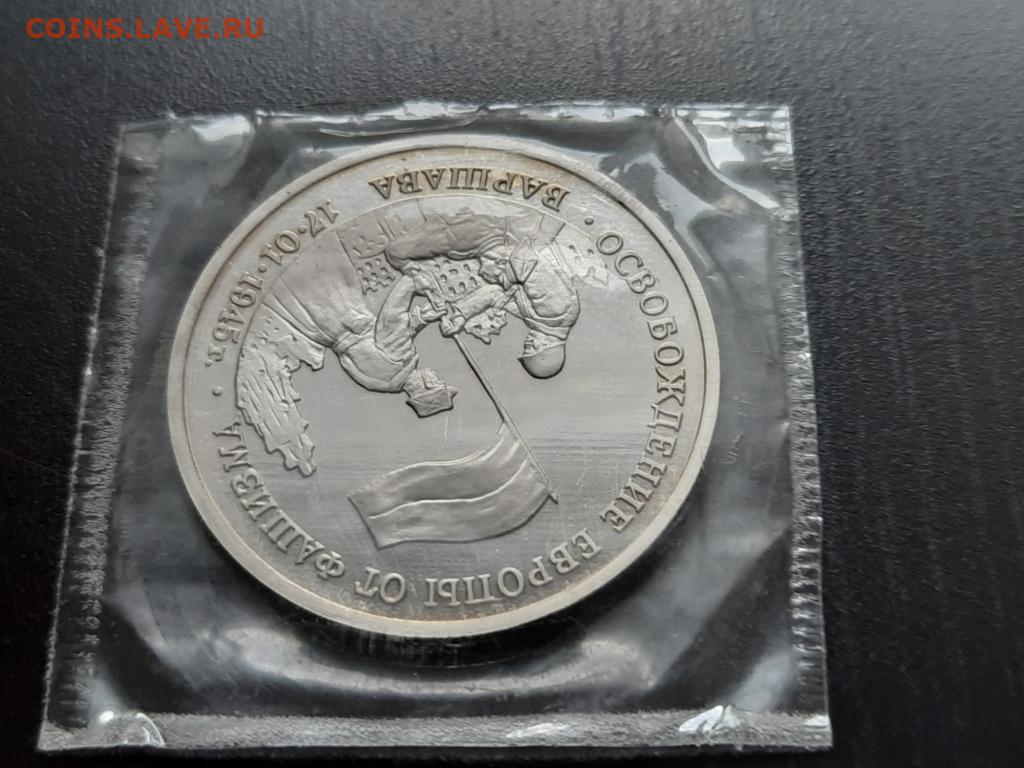 COINS.LAVE.RU
· ОСВОБОЖДЕНИЕ ЕВРОПЫ ОТ ФАШИЗМА ·
ВАРШАВА
17·01·1945г.